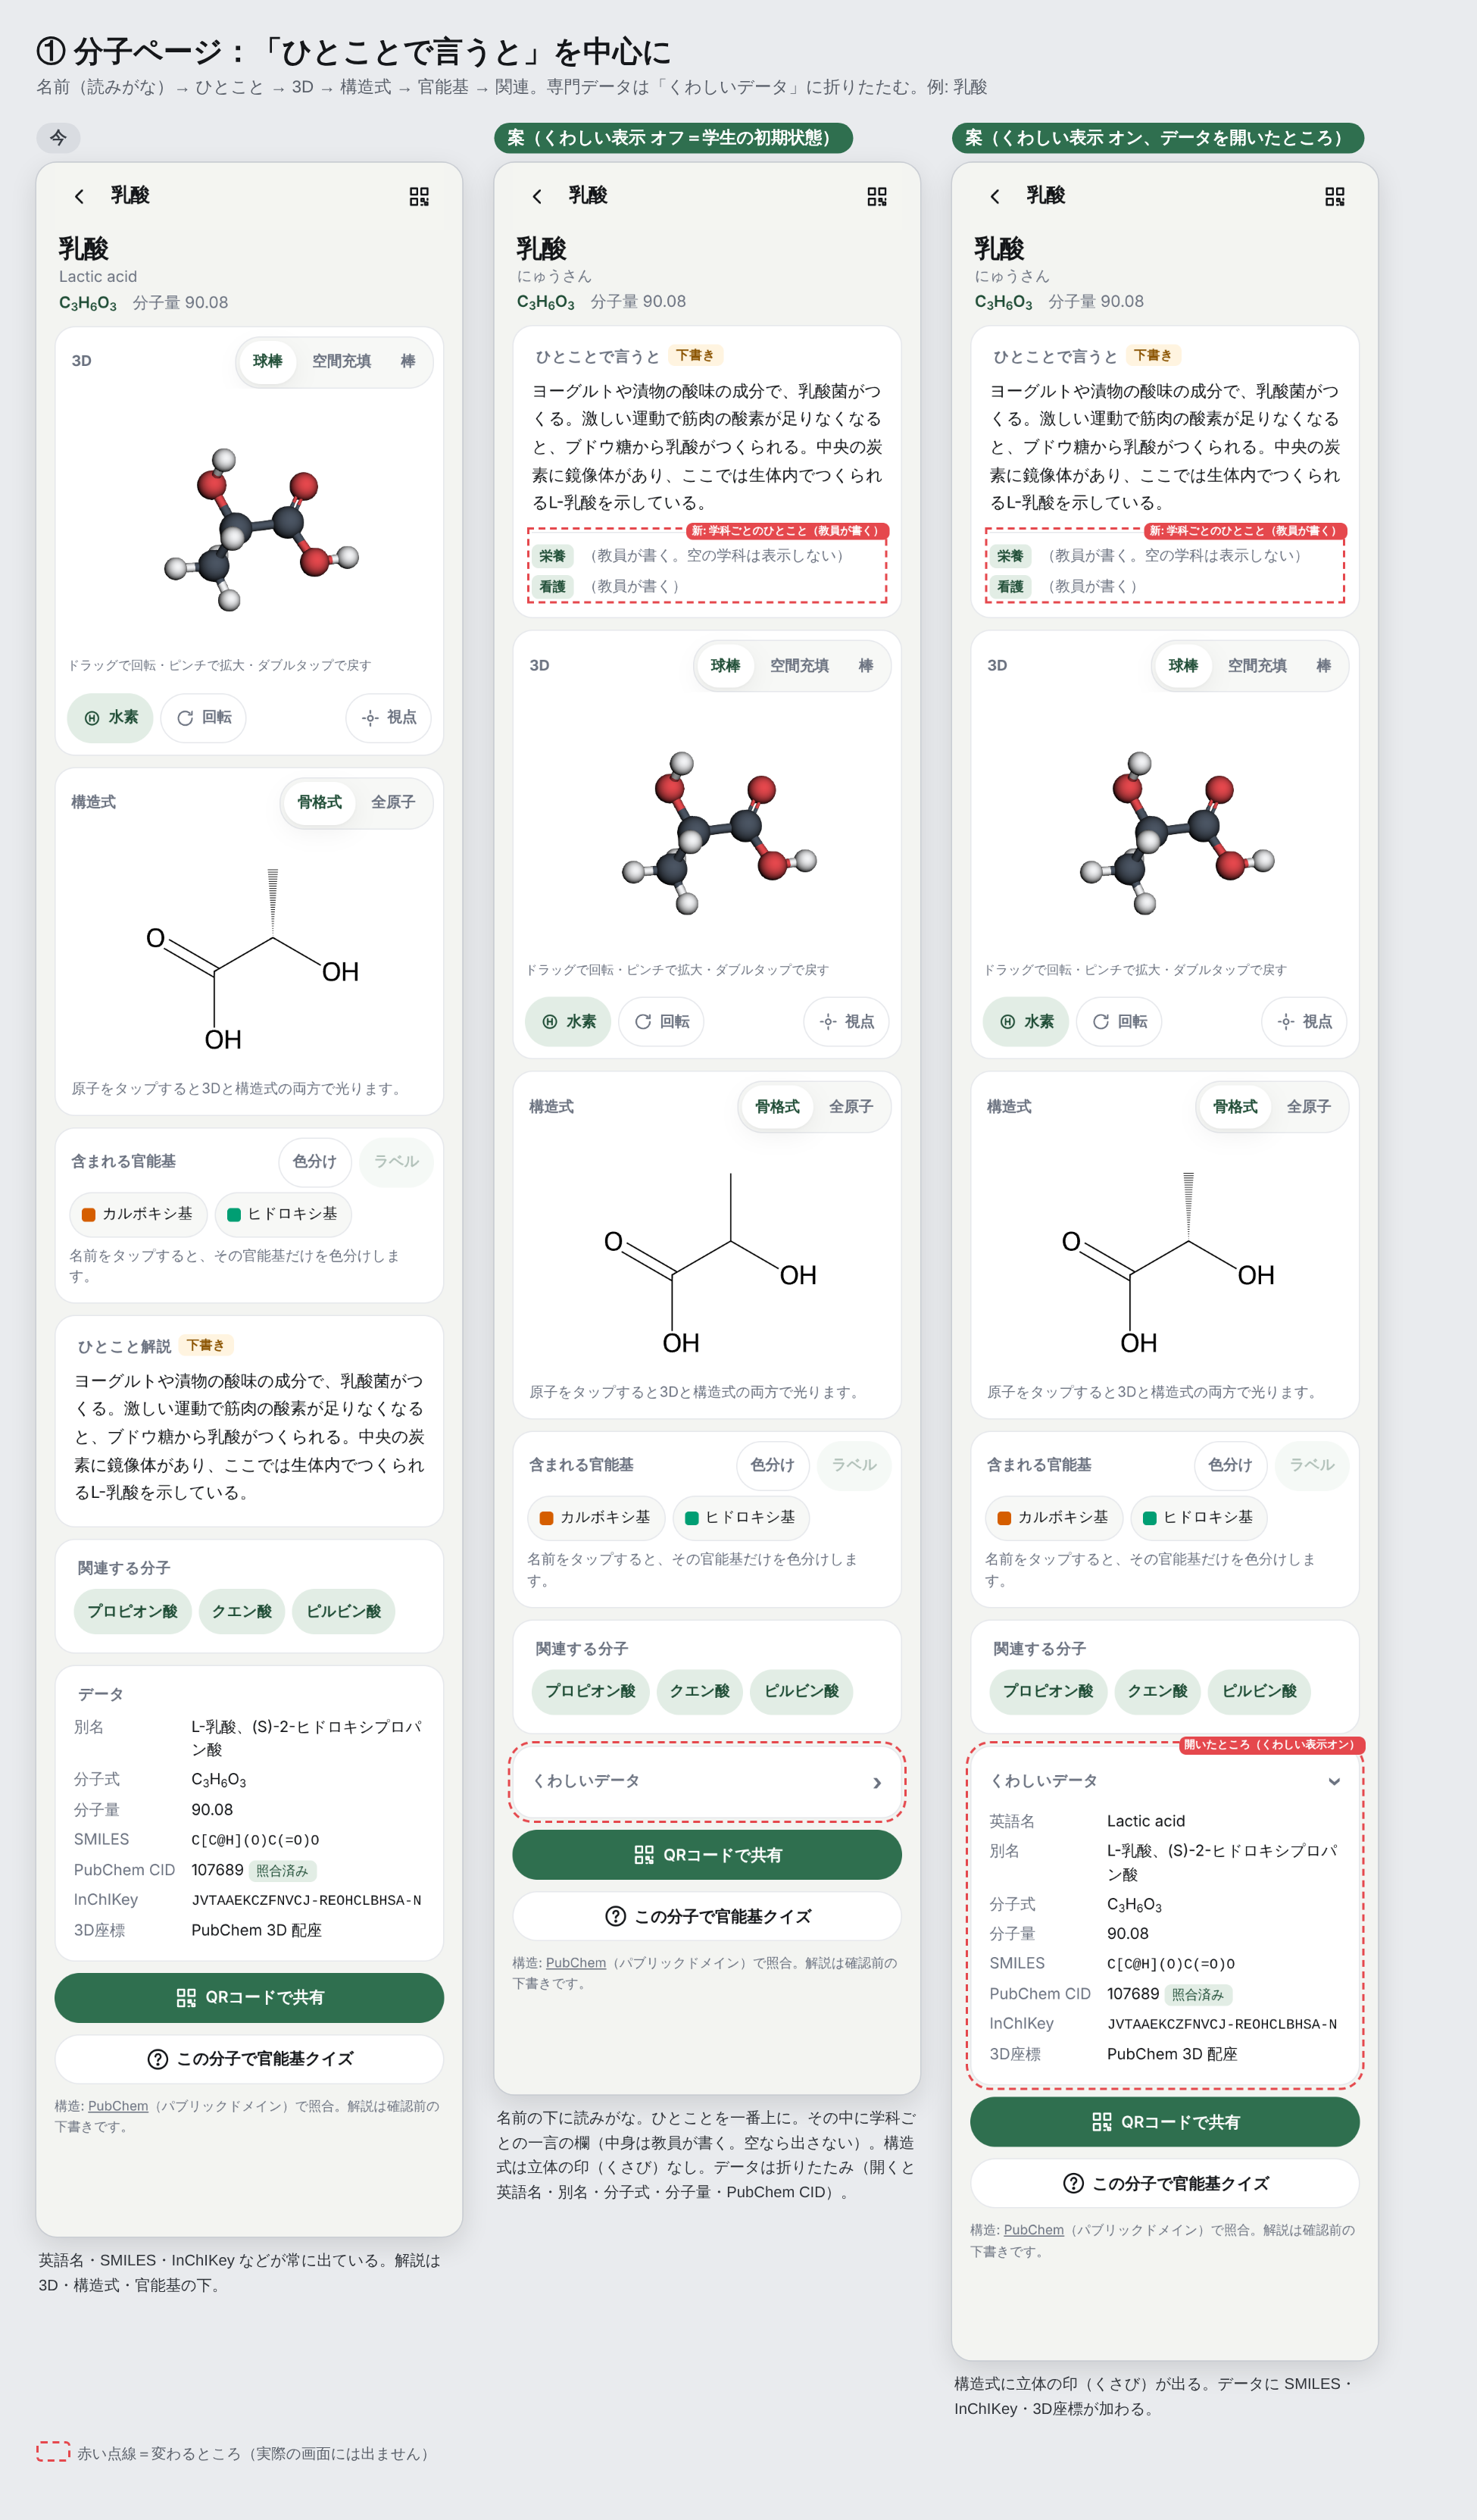 ① 分子ページ：「ひとことで言うと」を中心に
名前（読みがな）→ ひとこと → 3D → 構造式 → 官能基 → 関連。専門データは「くわしいデータ」に折りたたむ。例: 乳酸
今
乳酸
乳酸
Lactic acid
C₃H₆O₃ 分子量 90.08
3D
球棒 空間充填 棒
ドラッグで回転・ピンチで拡大・ダブルタップで戻す
水素 回転 視点
構造式
骨格式 全原子
O
OH
OH
原子をタップすると3Dと構造式の両方で光ります。
含まれる官能基
色分け ラベル
カルボキシ基 ヒドロキシ基
名前をタップすると、その官能基だけを色分けしま
す。
ひとこと解説 下書き
ヨーグルトや漬物の酸味の成分で、乳酸菌がつ
くる。激しい運動で筋肉の酸素が足りなくなる
と、ブドウ糖から乳酸がつくられる。中央の炭
素に鏡像体があり、ここでは生体内でつくられ
るL-乳酸を示している。
関連する分子
プロピオン酸 クエン酸 ピルビン酸
データ
別名 L-乳酸、(S)-2-ヒドロキシプロパ
ン酸
分子式 C₃H₆O₃
分子量 90.08
SMILES C[C@H](O)C(=O)O
PubChem CID 107689 照合済み
InChIKey JVTAAEKCZFNVCJ-REOHCLBHSA-N
3D座標 PubChem 3D 配座
QRコードで共有
この分子で官能基クイズ
構造: PubChem（パブリックドメイン）で照合。解説は確認前の
下書きです。
英語名・SMILES・InChIKey などが常に出ている。解説は
3D・構造式・官能基の下。
案（くわしい表示 オフ＝学生の初期状態）
乳酸
乳酸
にゅうさん
C₃H₆O₃ 分子量 90.08
ひとことで言うと 下書き
ヨーグルトや漬物の酸味の成分で、乳酸菌がつ
くる。激しい運動で筋肉の酸素が足りなくなる
と、ブドウ糖から乳酸がつくられる。中央の炭
素に鏡像体があり、ここでは生体内でつくられ
るL-乳酸を示している。
新: 学科ごとのひとこと（教員が書く）
栄養 （教員が書く。空の学科は表示しない）
看護 （教員が書く）
3D
球棒 空間充填 棒
ドラッグで回転・ピンチで拡大・ダブルタップで戻す
水素 回転 視点
構造式
骨格式 全原子
O
OH
OH
原子をタップすると3Dと構造式の両方で光ります。
含まれる官能基
色分け ラベル
カルボキシ基 ヒドロキシ基
名前をタップすると、その官能基だけを色分けしま
す。
関連する分子
プロピオン酸 クエン酸 ピルビン酸
くわしいデータ
QRコードで共有
この分子で官能基クイズ
構造: PubChem（パブリックドメイン）で照合。解説は確認前の
下書きです。
名前の下に読みがな。ひとことを一番上に。その中に学科ご
との一言の欄（中身は教員が書く。空なら出さない）。構造
式は立体の印（くさび）なし。データは折りたたみ（開くと
英語名・別名・分子式・分子量・PubChem CID）。
案（くわしい表示 オン、データを開いたところ）
乳酸
乳酸
にゅうさん
C₃H₆O₃ 分子量 90.08
ひとことで言うと 下書き
ヨーグルトや漬物の酸味の成分で、乳酸菌がつ
くる。激しい運動で筋肉の酸素が足りなくなる
と、ブドウ糖から乳酸がつくられる。中央の炭
素に鏡像体があり、ここでは生体内でつくられ
るL-乳酸を示している。
新: 学科ごとのひとこと（教員が書く）
栄養 （教員が書く。空の学科は表示しない）
看護 （教員が書く）
3D
球棒 空間充填 棒
ドラッグで回転・ピンチで拡大・ダブルタップで戻す
水素 回転 視点
構造式
骨格式 全原子
O
OH
OH
原子をタップすると3Dと構造式の両方で光ります。
含まれる官能基
色分け ラベル
カルボキシ基 ヒドロキシ基
名前をタップすると、その官能基だけを色分けしま
す。
関連する分子
プロピオン酸 クエン酸 ピルビン酸
開いたところ（くわしい表示オン）
くわしいデータ
英語名 Lactic acid
別名 L-乳酸、(S)-2-ヒドロキシプロパ
ン酸
分子式 C₃H₆O₃
分子量 90.08
SMILES C[C@H](O)C(=O)O
PubChem CID 107689 照合済み
InChIKey JVTAAEKCZFNVCJ-REOHCLBHSA-N
3D座標 PubChem 3D 配座
QRコードで共有
この分子で官能基クイズ
構造: PubChem（パブリックドメイン）で照合。解説は確認前の
下書きです。
構造式に立体の印（くさび）が出る。データに SMILES・
InChIKey・3D座標が加わる。
赤い点線＝変わるところ（実際の画面には出ません）